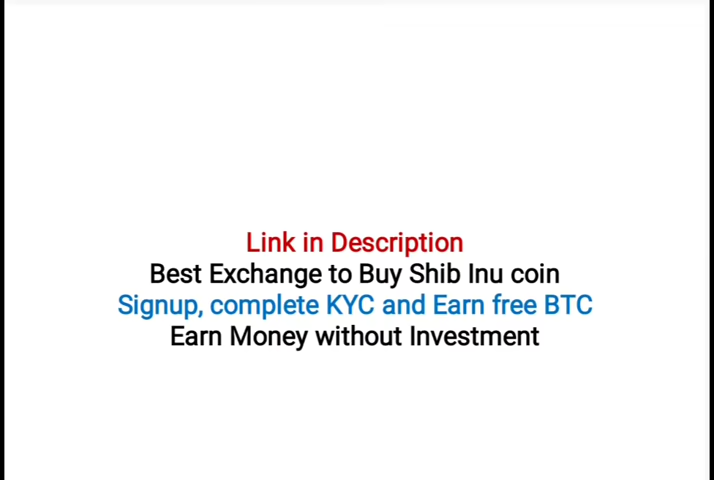 Link in Description
Best Exchange to Buy Shib Inu coin
Signup, complete KYC and Earn free BTC
Earn Money without Investment